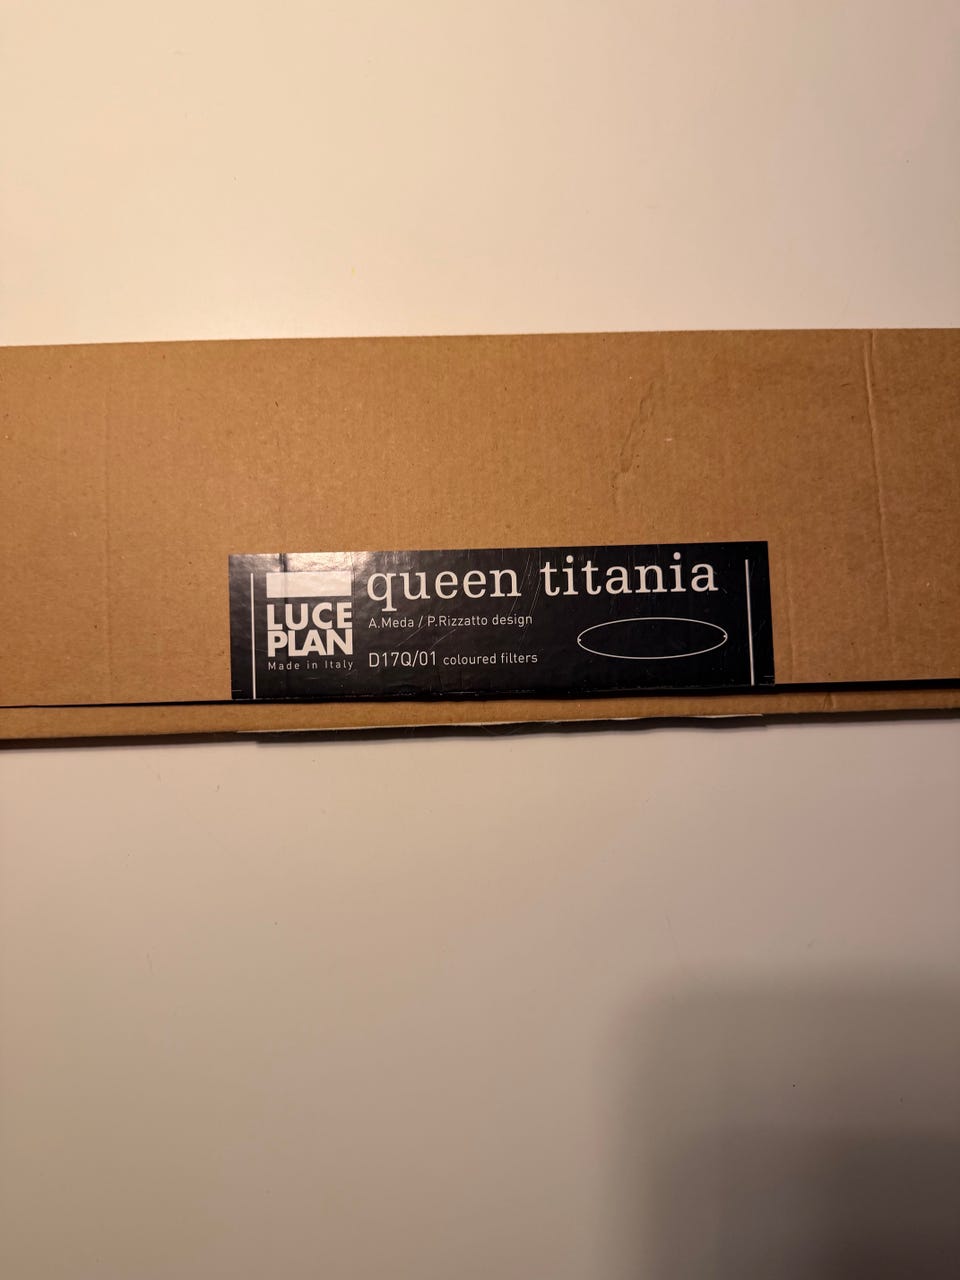 queen titania
LUCE
PLAN
Made in Italy
A.Meda / P.Rizzatto design
D17Q/01 coloured filters